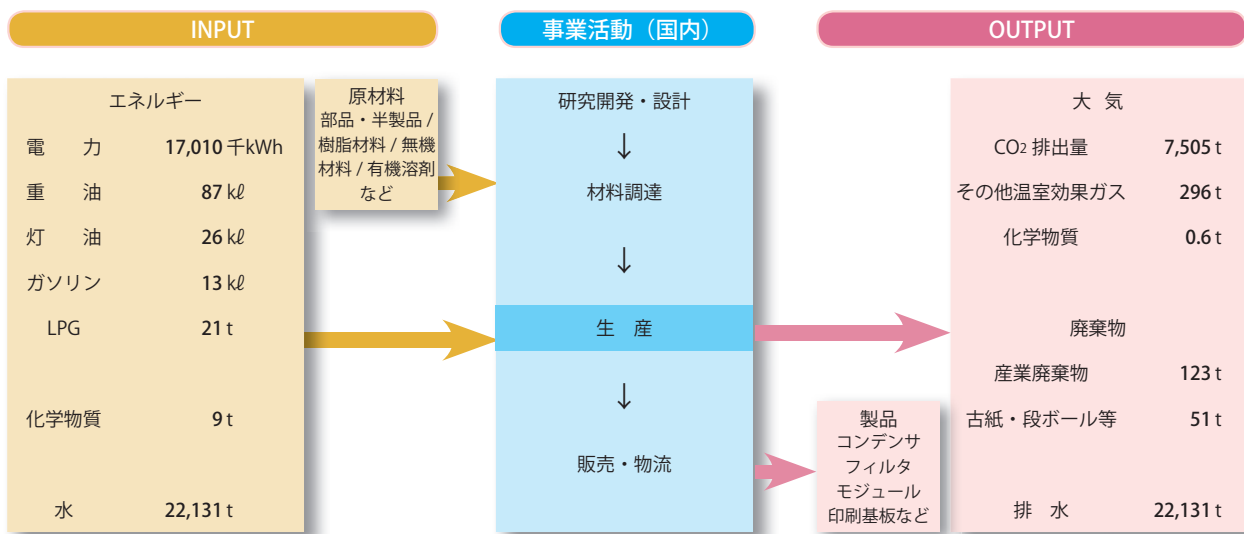 INPUT
事業活動(国内)
OUTPUT
エネルギー
電 力 17,010 千kWh
重 油 87 kℓ
灯 油 26 kℓ
ガソリン 13 kℓ
LPG 21 t
化学物質 9 t
水 22,131 t
原材料
部品・半製品 /
樹脂材料 / 無機
材料 / 有機溶剤
など
研究開発・設計
↓
材料調達
↓
生 産
↓
販売・物流
製品
コンデンサ
フィルタ
モジュール
印刷基板など
大 気
CO2 排出量 7,505 t
その他温室効果ガス 296 t
化学物質 0.6 t
廃棄物
産業廃棄物 123 t
古紙・段ボール等 51 t
排 水 22,131 t